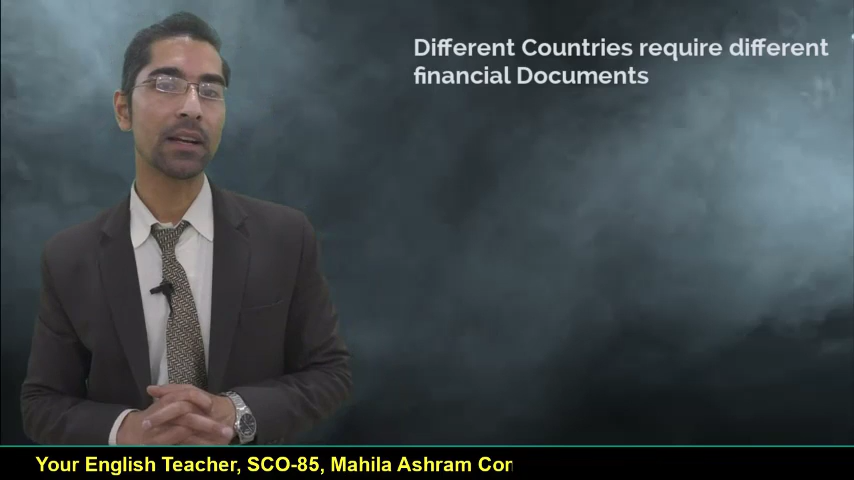 Different Countries require different
financial Documents
Your English Teacher, SCO-85, Mahila Ashram